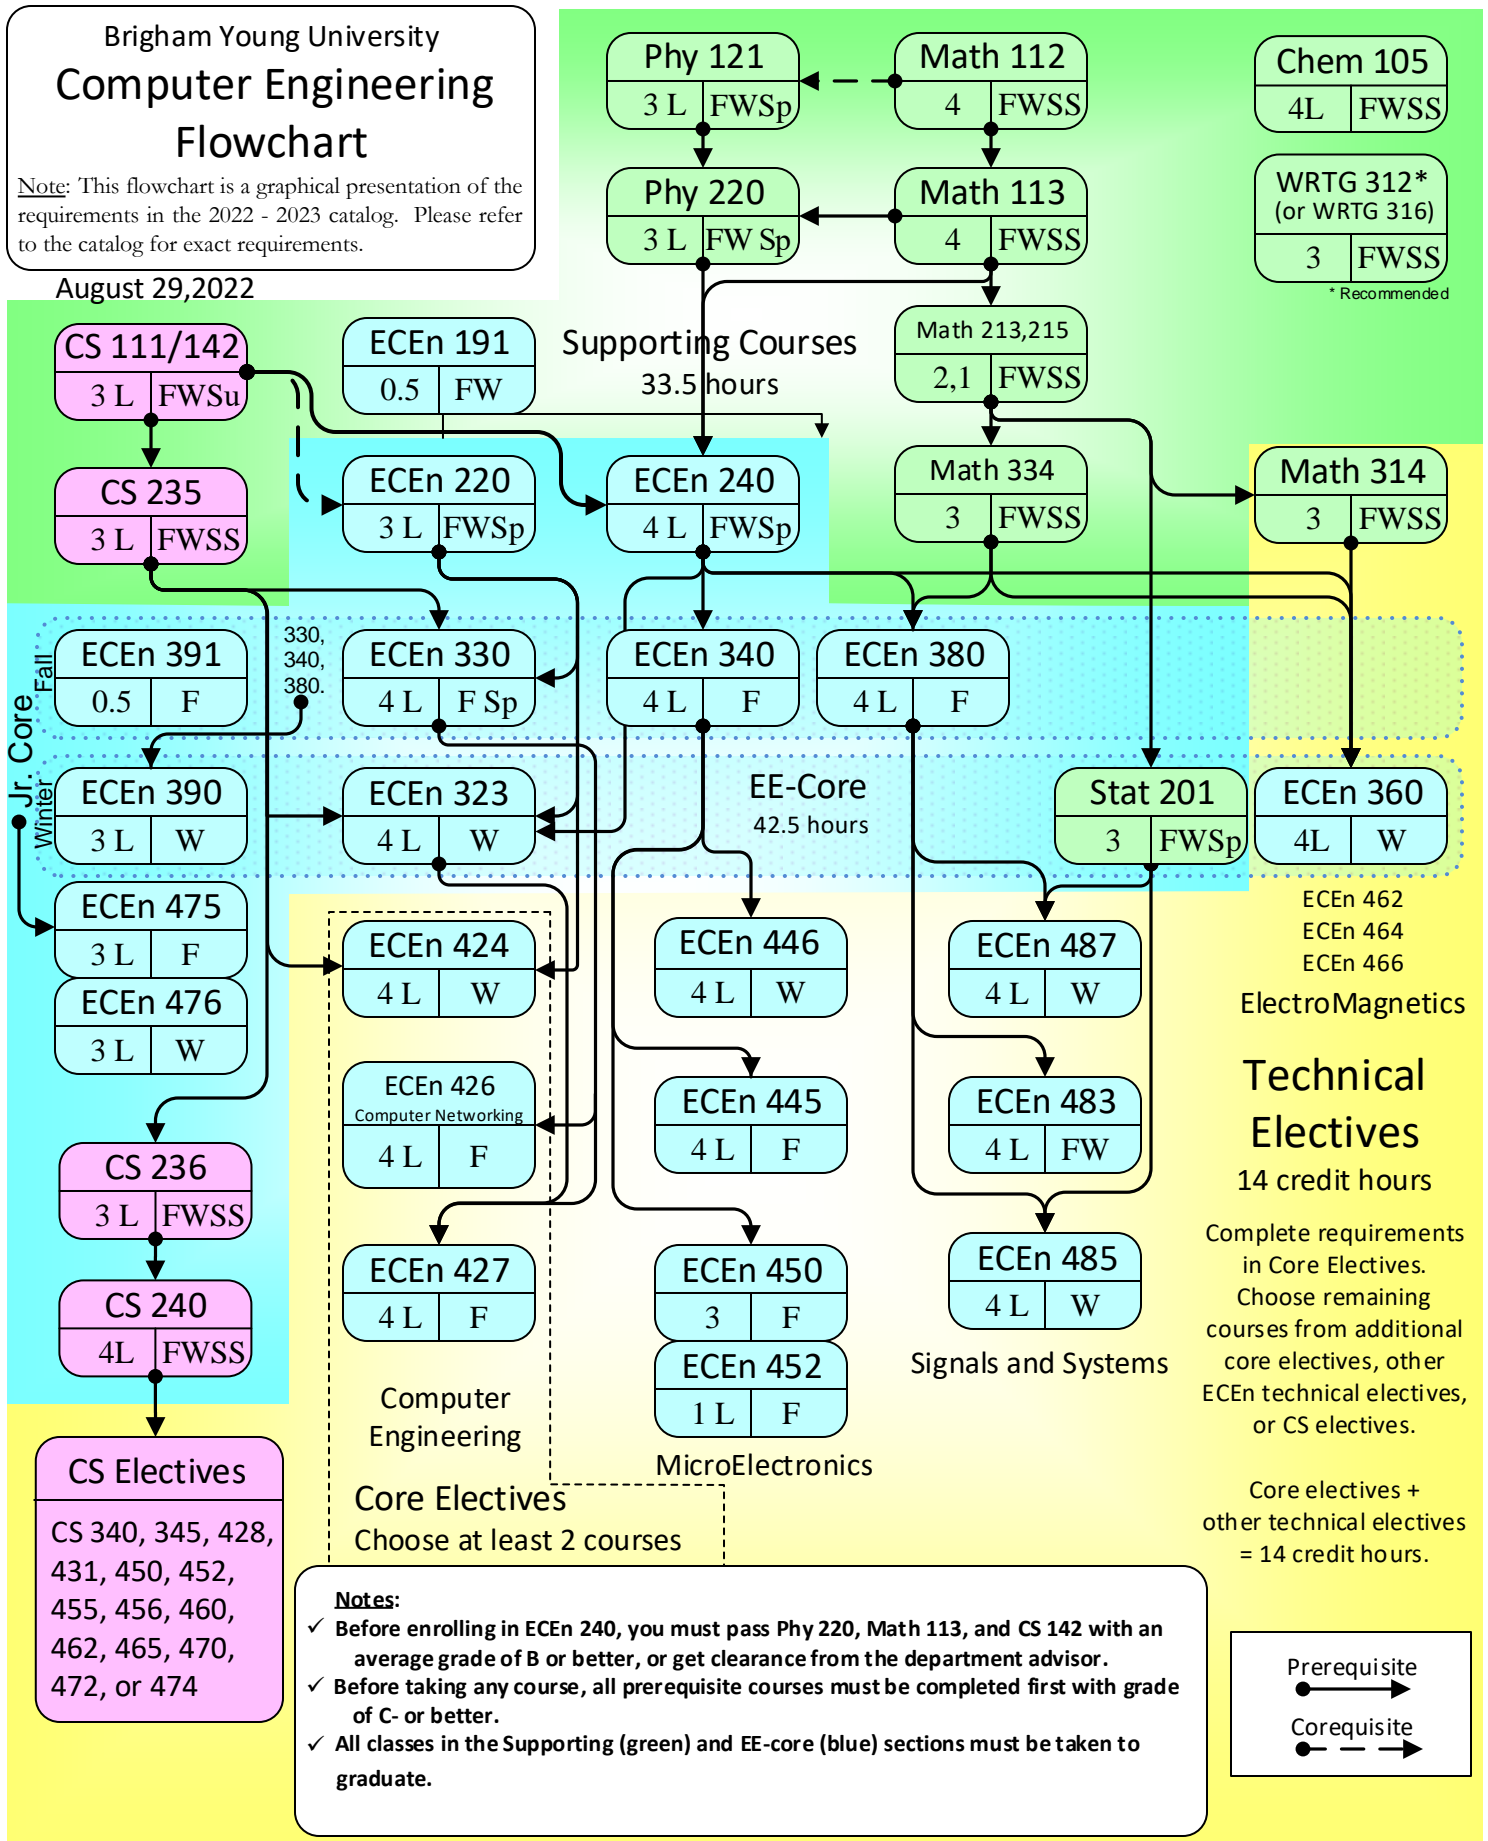 Brigham Young University
Computer Engineering
Flowchart
Note: This flowchart is a graphical presentation of the
requirements in the 2022 - 2023 catalog. Please refer
to the catalog for exact requirements.
August 29,2022
Phy 121
3 L FWSp
Math 112
4 FWSS
Chem 105
4L FWSS
Phy 220
3 L FW Sp
Math 113
4 FWSS
WRTG 312*
(or WRTG 316)
3 FWSS
* Recommended
CS 111/142
3 L FWSu
ECEn 191
0.5 FW
Supporting Courses
33.5 hours
Math 213,215
2,1 FWSS
CS 235
3 L FWSS
ECEn 220
3 L FWSp
ECEn 240
4 L FWSp
Math 334
3 FWSS
Math 314
3 FWSS
Jr. Core
Fall
ECEn 391
0.5 F
330,
340,
380.
ECEn 330
4 L F Sp
ECEn 340
4 L F
ECEn 380
4 L F
Winter
ECEn 390
3 L W
ECEn 323
4 L W
EE-Core
42.5 hours
Stat 201
3 FWSp
ECEn 360
4L W
ECEn 475
3 L F
ECEn 476
3 L W
ECEn 424
4 L W
ECEn 446
4 L W
ECEn 487
4 L W
ECEn 462
ECEn 464
ECEn 466
ElectroMagnetics
ECEn 426
Computer Networking
4 L F
ECEn 445
4 L F
ECEn 483
4 L FW
Technical
Electives
14 credit hours
CS 236
3 L FWSS
CS 240
4L FWSS
ECEn 427
4 L F
ECEn 450
3 F
ECEn 452
1 L F
ECEn 485
4 L W
Complete requirements
in Core Electives.
Choose remaining
courses from additional
core electives, other
ECEn technical electives,
or CS electives.
Computer
Engineering
MicroElectronics
Signals and Systems
CS Electives
CS 340, 345, 428,
431, 450, 452,
455, 456, 460,
462, 465, 470,
472, or 474
Core Electives
Choose at least 2 courses
Core electives +
other technical electives
= 14 credit hours.
Notes:
✓ Before enrolling in ECEn 240, you must pass Phy 220, Math 113, and CS 142 with an
average grade of B or better, or get clearance from the department advisor.
✓ Before taking any course, all prerequisite courses must be completed first with grade
of C- or better.
✓ All classes in the Supporting (green) and EE-core (blue) sections must be taken to
graduate.
Prerequisite
Corequisite